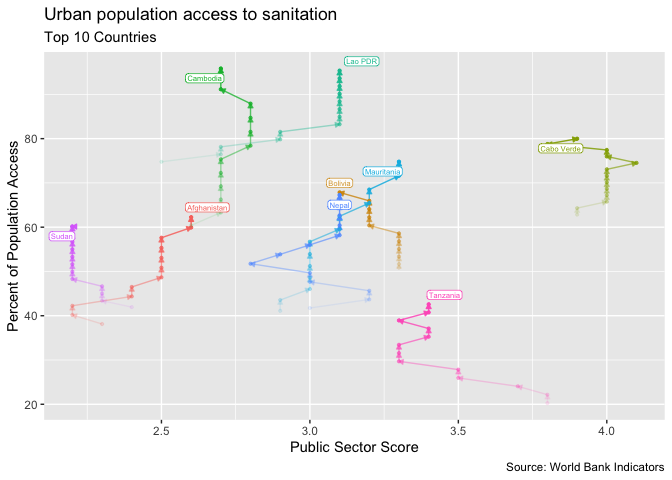 Urban population access to sanitation
Top 10 Countries
Percent of Population Access
80
60
40
20
Cambodia
Lao PDR
Cabo Verde
Mauritania
Bolivia
Nepal
Afghanistan
Sudan
Tanzania
2.5
3.0
3.5
4.0
Public Sector Score
Source: World Bank Indicators